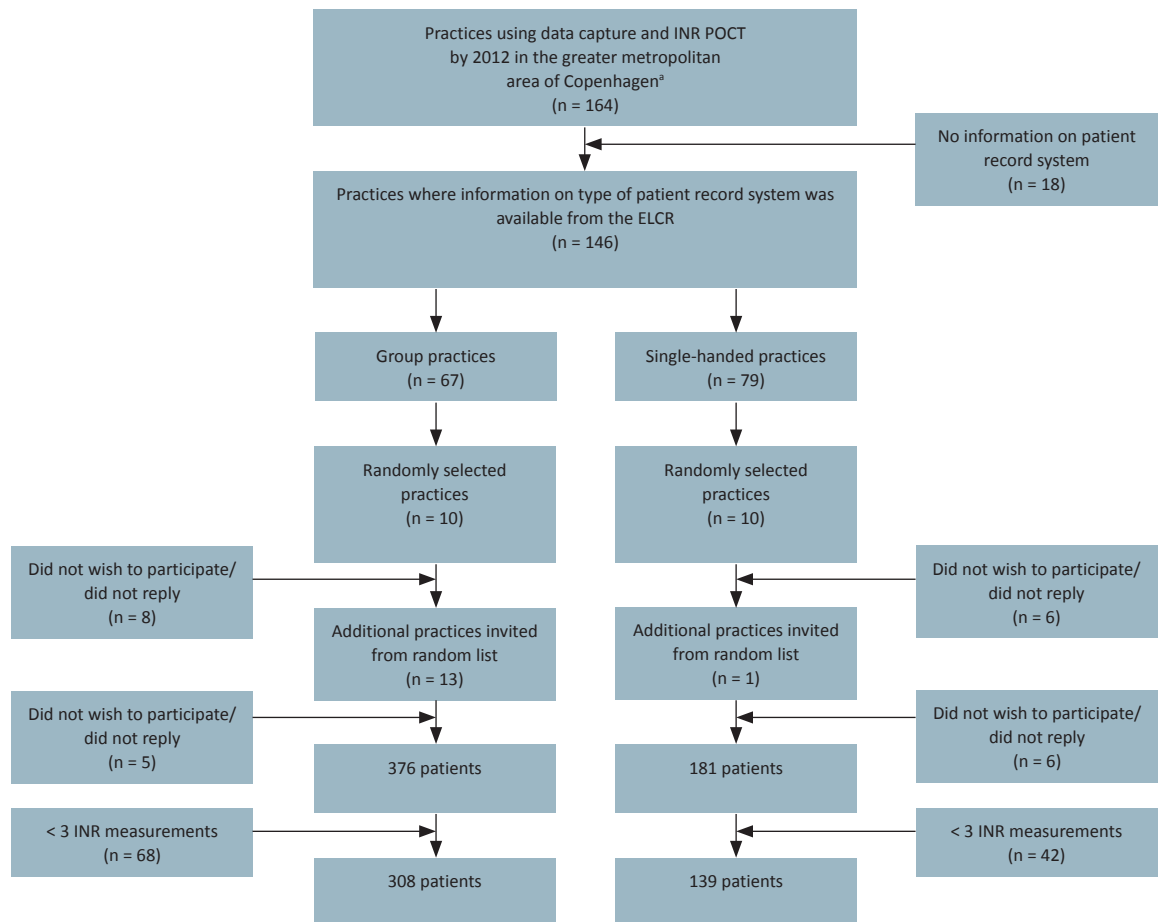 Practices using data capture and INR POCT
by 2012 in the greater metropolitan
area of Copenhagenª
(n = 164)
No information on patient
record system
(n = 18)
Practices where information on type of patient record system was
available from the ELCR
(n = 146)
Group practices
(n = 67)
Single-handed practices
(n = 79)
Randomly selected
practices
(n = 10)
Randomly selected
practices
(n = 10)
Did not wish to participate/
did not reply
(n = 8)
Did not wish to participate/
did not reply
(n = 6)
Additional practices invited
from random list
(n = 13)
Additional practices invited
from random list
(n = 1)
Did not wish to participate/
did not reply
(n = 5)
Did not wish to participate/
did not reply
(n = 6)
376 patients
181 patients
< 3 INR measurements
(n = 68)
< 3 INR measurements
(n = 42)
308 patients
139 patients